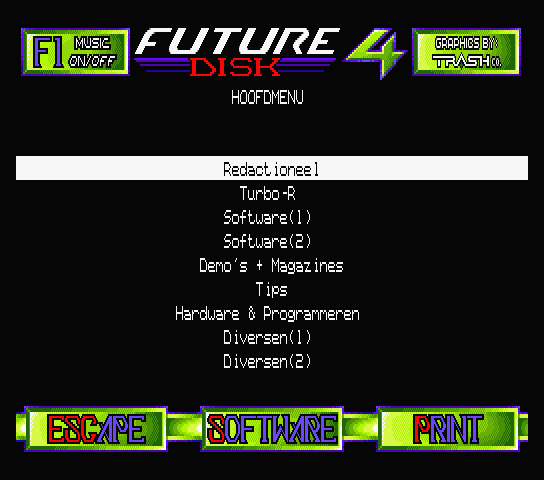 F1 MUSIC ON/OFF
FUTURE DISK 4
GRAPHICS BY: TRASH CO.
HOOFDMENU
Redactioneel
Turbo-R
Software(1)
Software(2)
Demo's + Magazines
Tips
Hardware & Programmeren
Diversen(1)
Diversen(2)
ESCAPE
SOFTWARE
PRINT